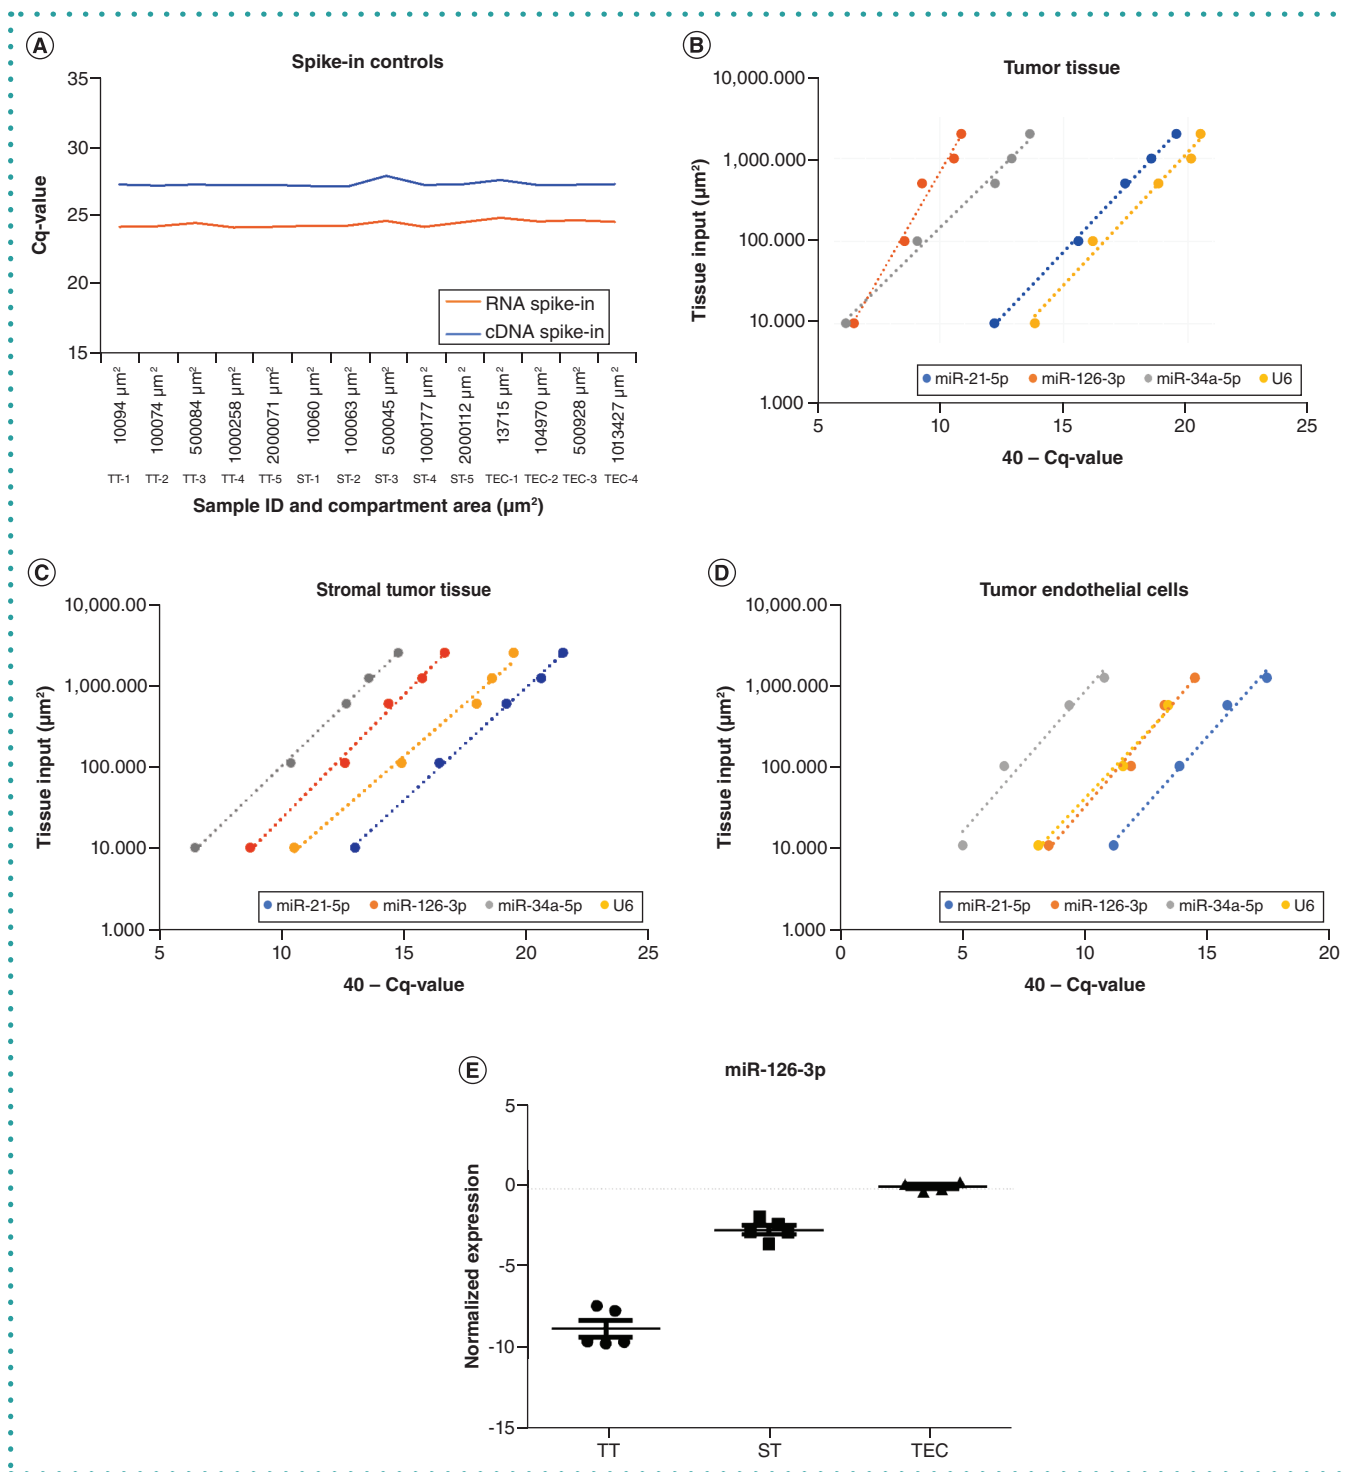 A
Spike-in controls
Cq-value
35
30
25
20
15
RNA spike-in
cDNA spike-in
10094 µm²
100074 µm²
500084 µm²
1000258 µm²
2000071 µm²
10060 µm²
100063 µm²
500045 µm²
1000177 µm²
2000112 µm²
13715 µm²
104970 µm²
500928 µm²
1013427 µm²
TT-1 TT-2 TT-3 TT-4 TT-5 ST-1 ST-2 ST-3 ST-4 ST-5 TEC-1 TEC-2 TEC-3 TEC-4
Sample ID and compartment area (µm²)
B
Tumor tissue
Tissue input (µm²)
10,000.000
1,000.000
100.000
10.000
1.000
miR-21-5p miR-126-3p miR-34a-5p U6
5 10 15 20 25
40 – Cq-value
C
Stromal tumor tissue
Tissue input (µm²)
10,000.00
1,000.000
100.000
10.000
1.000
miR-21-5p miR-126-3p miR-34a-5p U6
5 10 15 20 25
40 – Cq-value
D
Tumor endothelial cells
Tissue input (µm²)
10,000.00
1,000.000
100.000
10.000
1.000
miR-21-5p miR-126-3p miR-34a-5p U6
0 5 10 15 20
40 – Cq-value
E
miR-126-3p
Normalized expression
5
0
-5
-10
-15
TT ST TEC